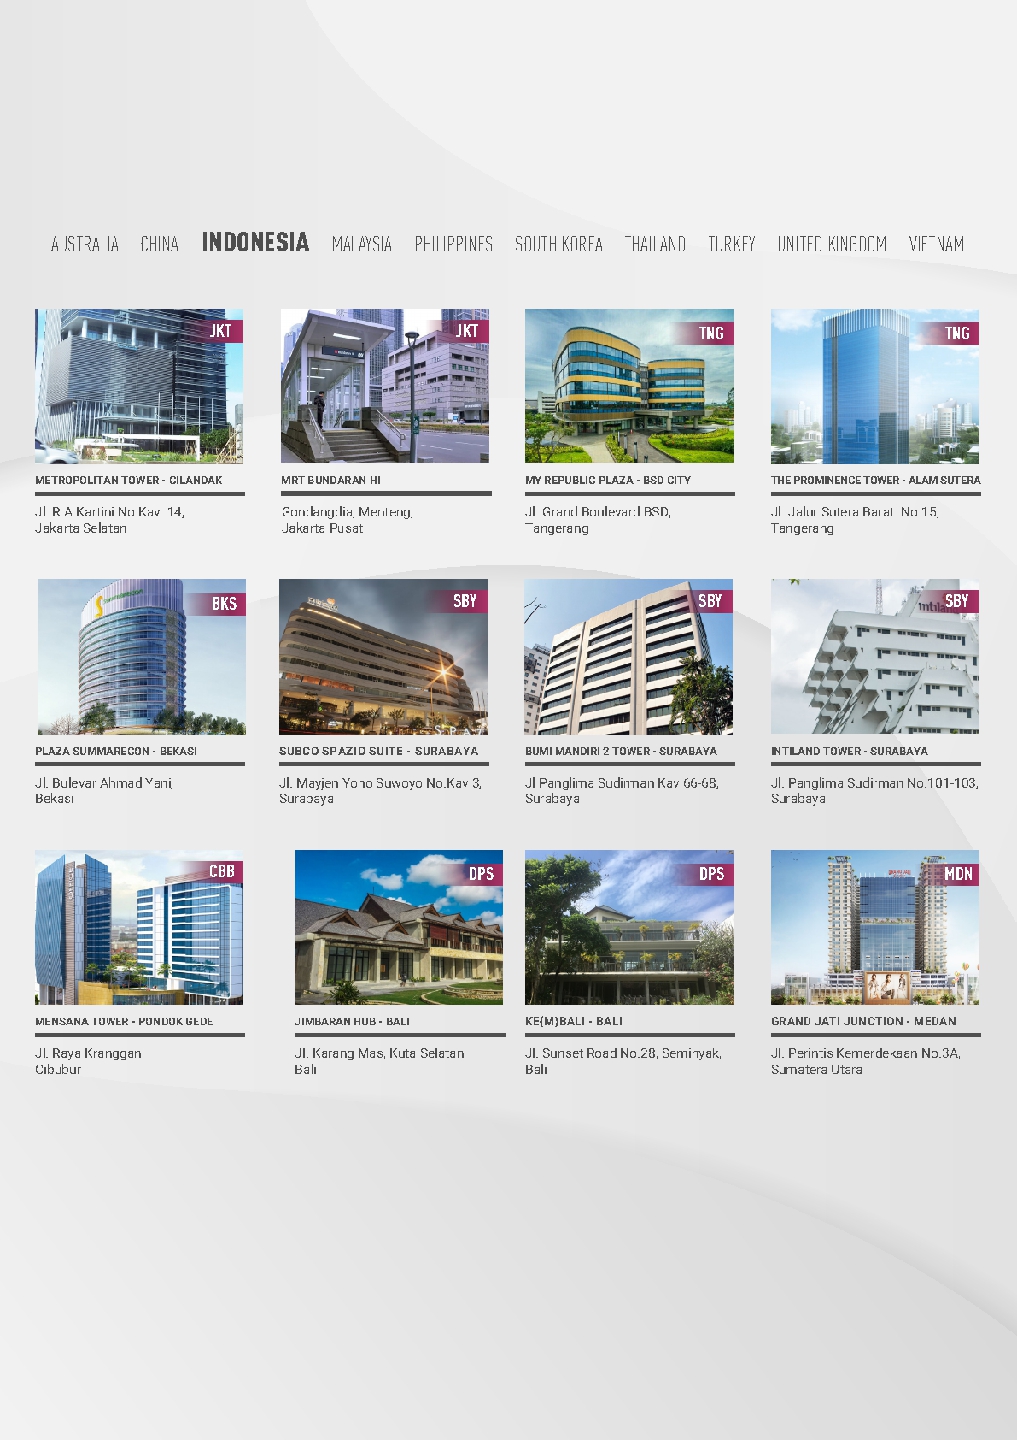 AUSTRALIA CHINA INDONESIA MALAYSIA PHILIPPINES SOUTH KOREA THAILAND TURKEY UNITED KINGDOM VIETNAM
JKT
JKT
TNG
TNG
METROPOLITAN TOWER - CILANDAK
Jl. R.A Kartini No.Kav. 14,
Jakarta Selatan
MRT BUNDARAN HI
Gondangdia, Menteng,
Jakarta Pusat
MY REPUBLIC PLAZA - BSD CITY
Jl. Grand Boulevard BSD,
Tangerang
THE PROMINENCE TOWER - ALAM SUTERA
Jl. Jalur Sutera Barat No.15,
Tangerang
BKS
SBY
SBY
SBY
PLAZA SUMMARECON - BEKASI
Jl. Bulevar Ahmad Yani,
Bekasi
SUBCO SPAZIO SUITE - SURABAYA
Jl. Mayjen Yono Suwoyo No.Kav 3,
Surabaya
BUMI MANDIRI 2 TOWER - SURABAYA
Jl Panglima Sudirman Kav 66-68,
Surabaya
INTILAND TOWER - SURABAYA
Jl. Panglima Sudirman No.101-103,
Surabaya
CBB
DPS
DPS
MDN
MENSANA TOWER - PONDOK GEDE
Jl. Raya Kranggan
Cibubur
JIMBARAN HUB - BALI
Jl. Karang Mas, Kuta Selatan
Bali
KE{M}BALI - BALI
Jl. Sunset Road No.28, Seminyak,
Bali
GRAND JATI JUNCTION - MEDAN
Jl. Perintis Kemerdekaan No.3A,
Sumatera Utara